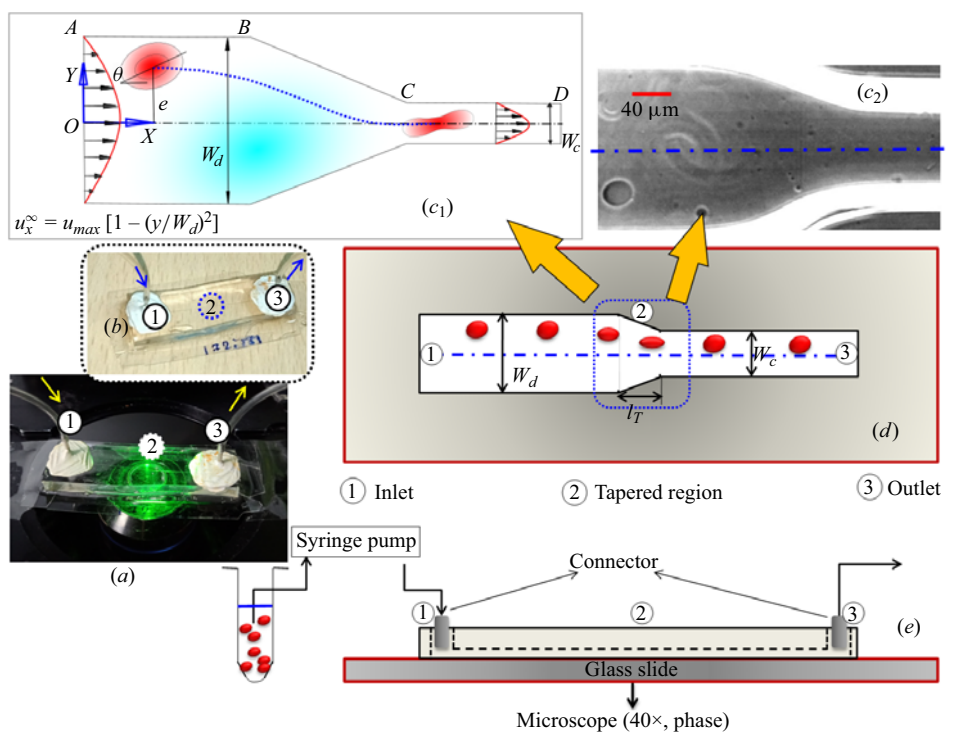 A
B
Y
θ
e
C
D
O
X
W_d
W_c
(c_1)
u_x^∞ = u_max [1 – (y/W_d)^2]
40 μm
(c_2)
1
2
3
(b)
1
2
3
(a)
2
1
W_d
W_c
3
l_T
(d)
1 Inlet
2 Tapered region
3 Outlet
Syringe pump
Connector
1
2
3
(e)
Glass slide
Microscope (40×, phase)